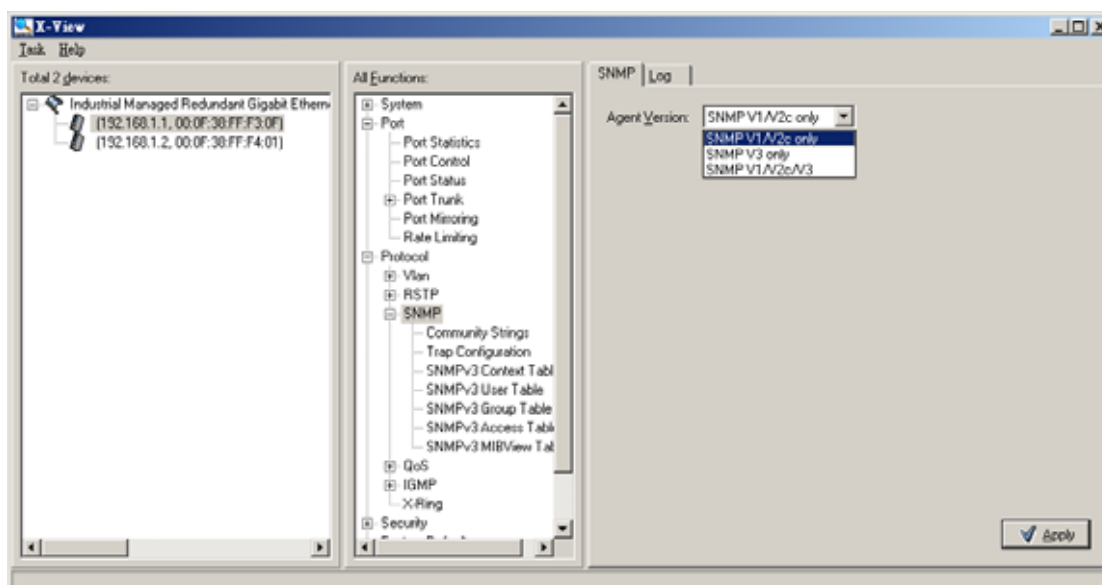 X-View
Task Help
Total 2 devices:
Industrial Managed Redundant Gigabit Ethern
(192.168.1.1, 00:0F:38:FF:F3:0F)
(192.168.1.2, 00:0F:38:FF:F4:01)
All Functions:
System
Port
Port Statistics
Port Control
Port Status
Port Trunk
Port Mirroring
Rate Limiting
Protocol
Vlan
RSTP
SNMP
Community Strings
Trap Configuration
SNMPv3 Context Tabl
SNMPv3 User Table
SNMPv3 Group Table
SNMPv3 Access Tabl
SNMPv3 MIBView Tal
QoS
IGMP
X-Ring
Security
SNMP Log
Agent Version: SNMP V1/V2c only
SNMP V1/V2c only
SNMP V3 only
SNMP V1/V2c/V3
Apply